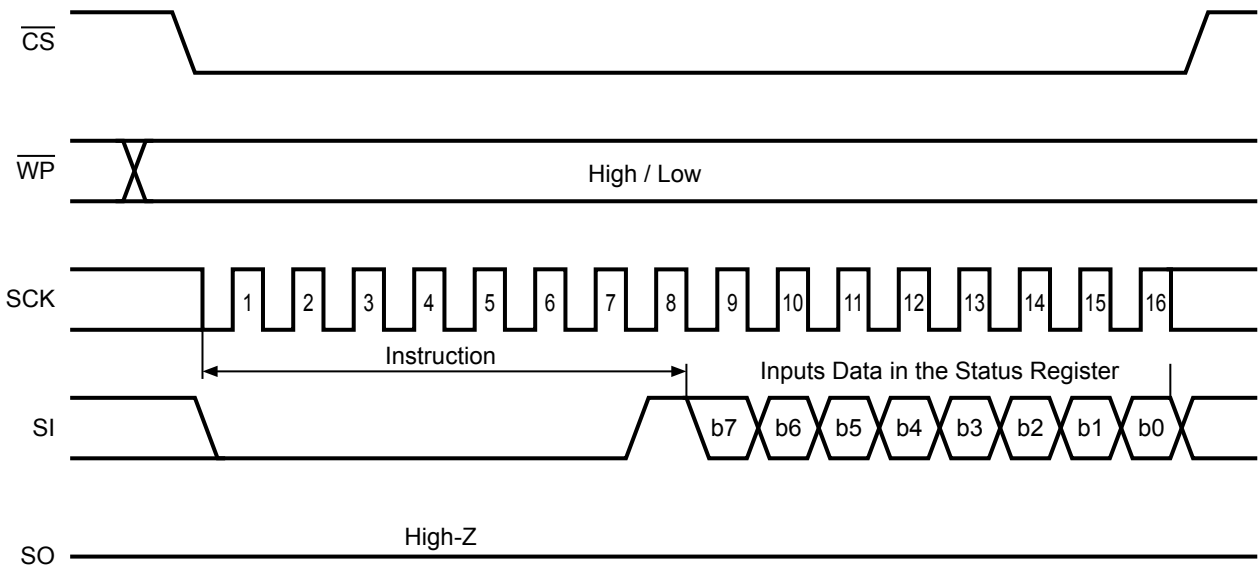 CS
WP
High / Low
SCK
1 2 3 4 5 6 7 8 9 10 11 12 13 14 15 16
Instruction
Inputs Data in the Status Register
SI
b7 b6 b5 b4 b3 b2 b1 b0
High-Z
SO